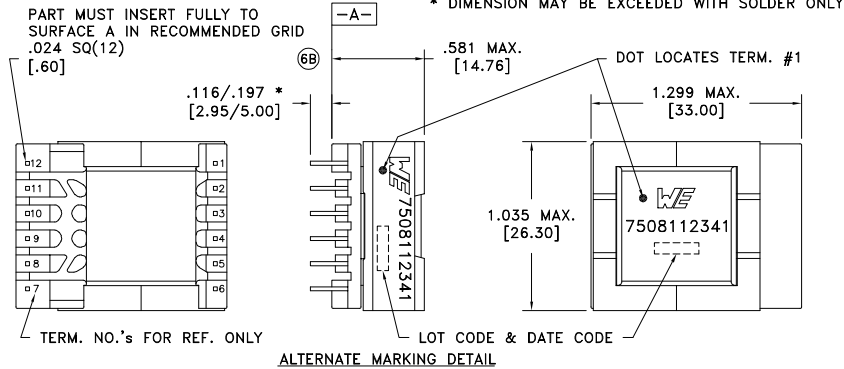 * DIMENSION MAY BE EXCEEDED WITH SOLDER ONLY
PART MUST INSERT FULLY TO
SURFACE A IN RECOMMENDED GRID
.024 SQ(12)
[.60]
-A-
6B
.581 MAX.
[14.76]
DOT LOCATES TERM. #1
.116/.197 *
[2.95/5.00]
1.299 MAX.
[33.00]
12
1
11
2
10
3
9
4
8
5
7
6
WE 7508112341
1.035 MAX.
[26.30]
WE
7508112341
TERM. NO.'s FOR REF. ONLY
LOT CODE & DATE CODE
ALTERNATE MARKING DETAIL